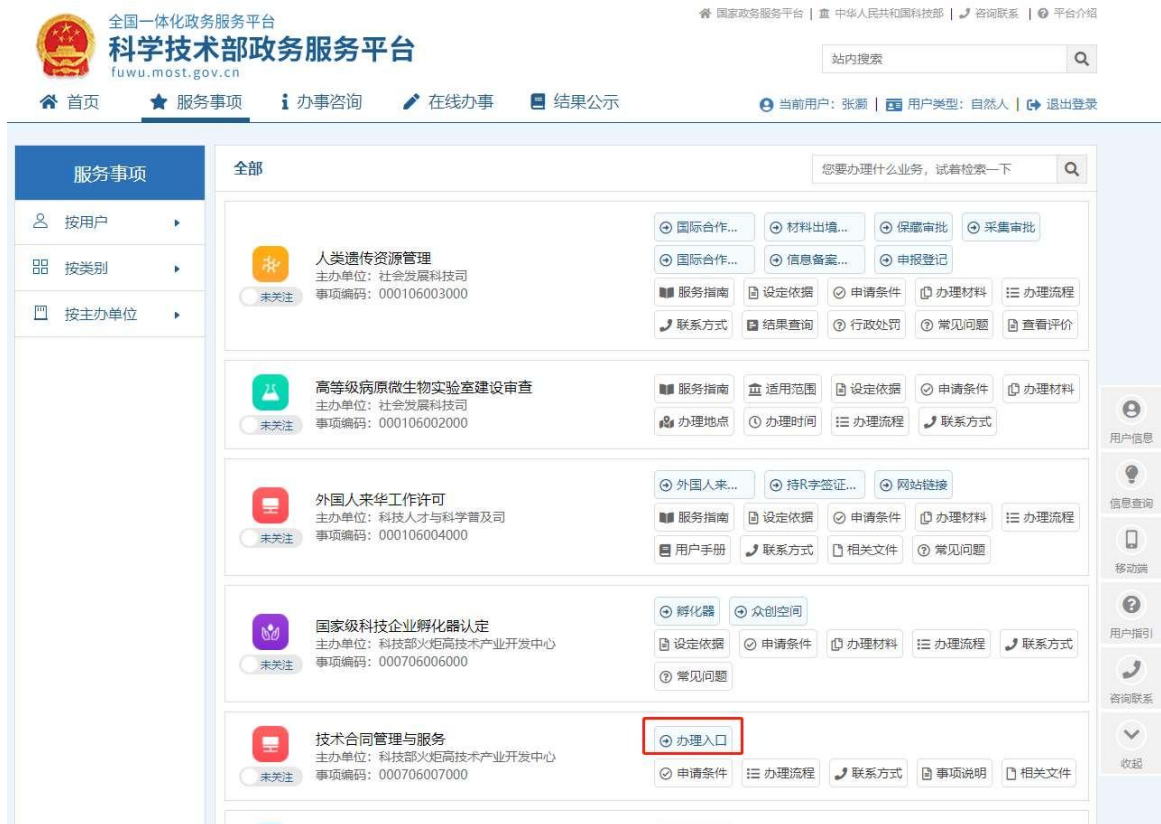 国家政务服务平台 | 中华人民共和国科技部 | 咨询联系 | 平台介绍
全国一体化政务服务平台
科学技术部政务服务平台
fuwu.most.gov.cn
站内搜索
首页 服务事项 办事咨询 在线办事 结果公示
当前用户：张灏 | 用户类型：自然人 | 退出登录
服务事项
按用户
按类别
按主办单位
全部
您要办理什么业务，试着检索一下
人类遗传资源管理
主办单位：社会发展科技司
未关注 事项编码：000106003000
国际合作... 材料出境... 保藏审批 采集审批
国际合作... 信息备案... 申报登记
服务指南 设定依据 申请条件 办理材料 办理流程
联系方式 结果查询 行政处罚 常见问题 查看评价
高等级病原微生物实验室建设审查
主办单位：社会发展科技司
未关注 事项编码：000106002000
服务指南 适用范围 设定依据 申请条件 办理材料
办理地点 办理时间 办理流程 联系方式
外国人来华工作许可
主办单位：科技人才与科学普及司
未关注 事项编码：000106004000
外国人来... 持R字签证... 网站链接
服务指南 设定依据 申请条件 办理材料 办理流程
用户手册 联系方式 相关文件 常见问题
国家级科技企业孵化器认定
主办单位：科技部火炬高技术产业开发中心
未关注 事项编码：000706006000
孵化器 众创空间
设定依据 申请条件 办理材料 办理流程 联系方式
常见问题
技术合同管理与服务
主办单位：科技部火炬高技术产业开发中心
未关注 事项编码：000706007000
办理入口
申请条件 办理流程 联系方式 事项说明 相关文件
用户信息
信息查询
移动端
用户指引
咨询联系
收起